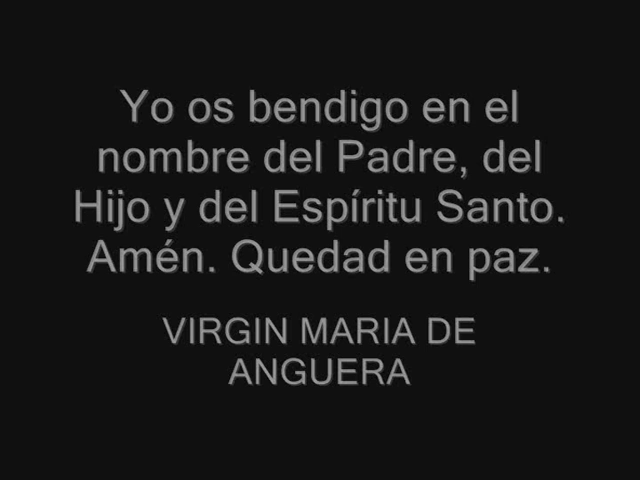 Yo os bendigo en el
nombre del Padre, del
Hijo y del Espíritu Santo.
Amén. Quedad en paz.
VIRGIN MARIA DE
ANGUERA